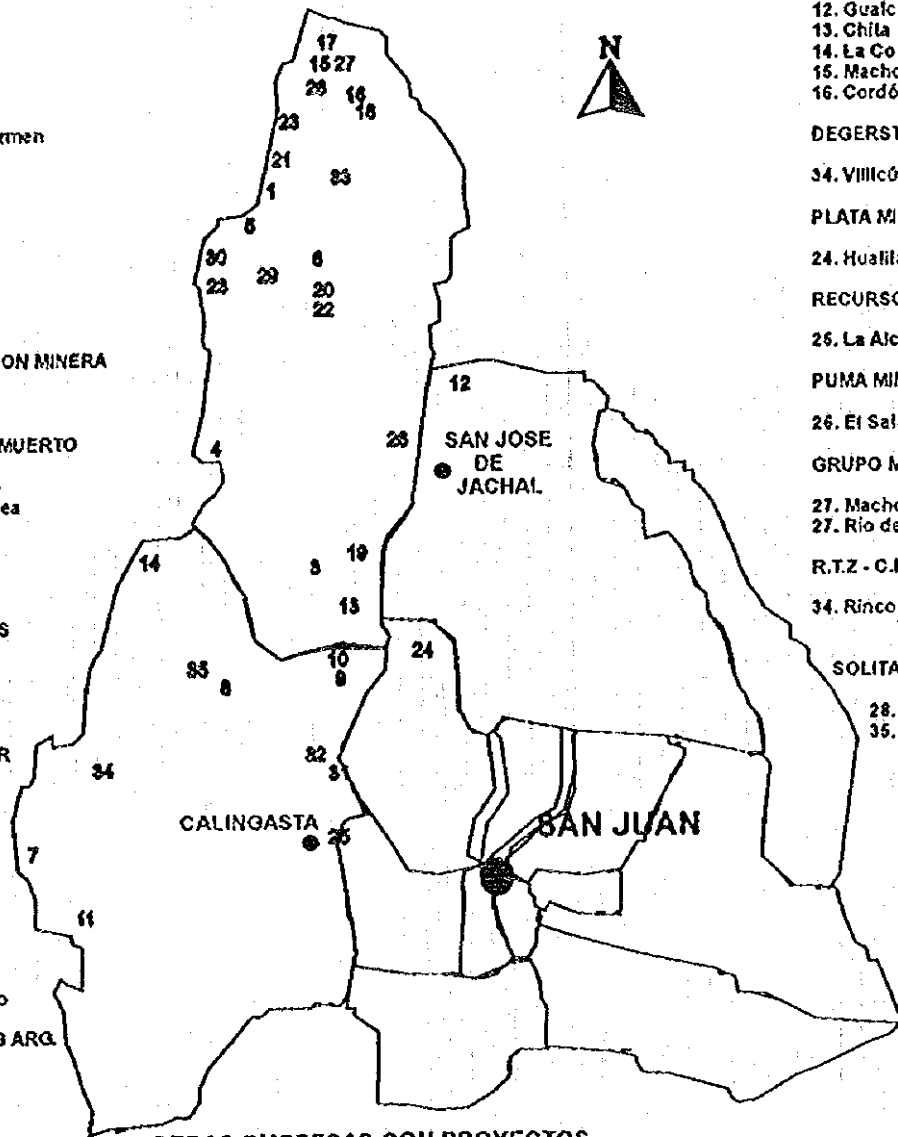 17
15 27
28
16
18
23
21
1
33
5
30
29
6
23
20
22
4
26
12
SAN JOSE
DE
JACHAL
14
3
19
13
10
9
24
35
8
32
31
34
CALINGASTA
25
SAN JUAN
7
11
N
rmen
ON MINERA
MUERTO
ea
S
R
o
S ARG.
12. Gualc
13. Chita
14. La Co
15. Macho
16. Cordó
DEGERST
34. Villicú
PLATA MI
24. Hualila
RECURSO
25. La Alc
PUMA MIN
26. El Sal
GRUPO M
27. Macho
27. Rio de
R.T.Z - C.
34. Rinco
SOLITA
28.
35.